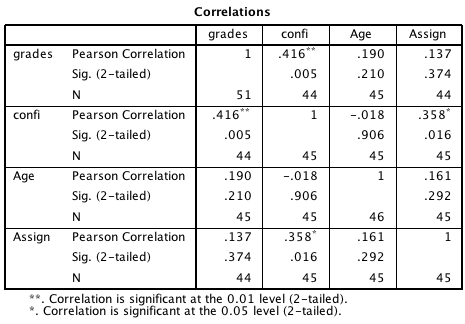 Correlations
grades confi Age Assign
grades Pearson Correlation 1 .416** .190 .137
Sig. (2-tailed) .005 .210 .374
N 51 44 45 44
confi Pearson Correlation .416** 1 -.018 .358*
Sig. (2-tailed) .005 .906 .016
N 44 45 45 45
Age Pearson Correlation .190 -.018 1 .161
Sig. (2-tailed) .210 .906 .292
N 45 45 46 45
Assign Pearson Correlation .137 .358* .161 1
Sig. (2-tailed) .374 .016 .292
N 44 45 45 45
**. Correlation is significant at the 0.01 level (2-tailed).
*. Correlation is significant at the 0.05 level (2-tailed).